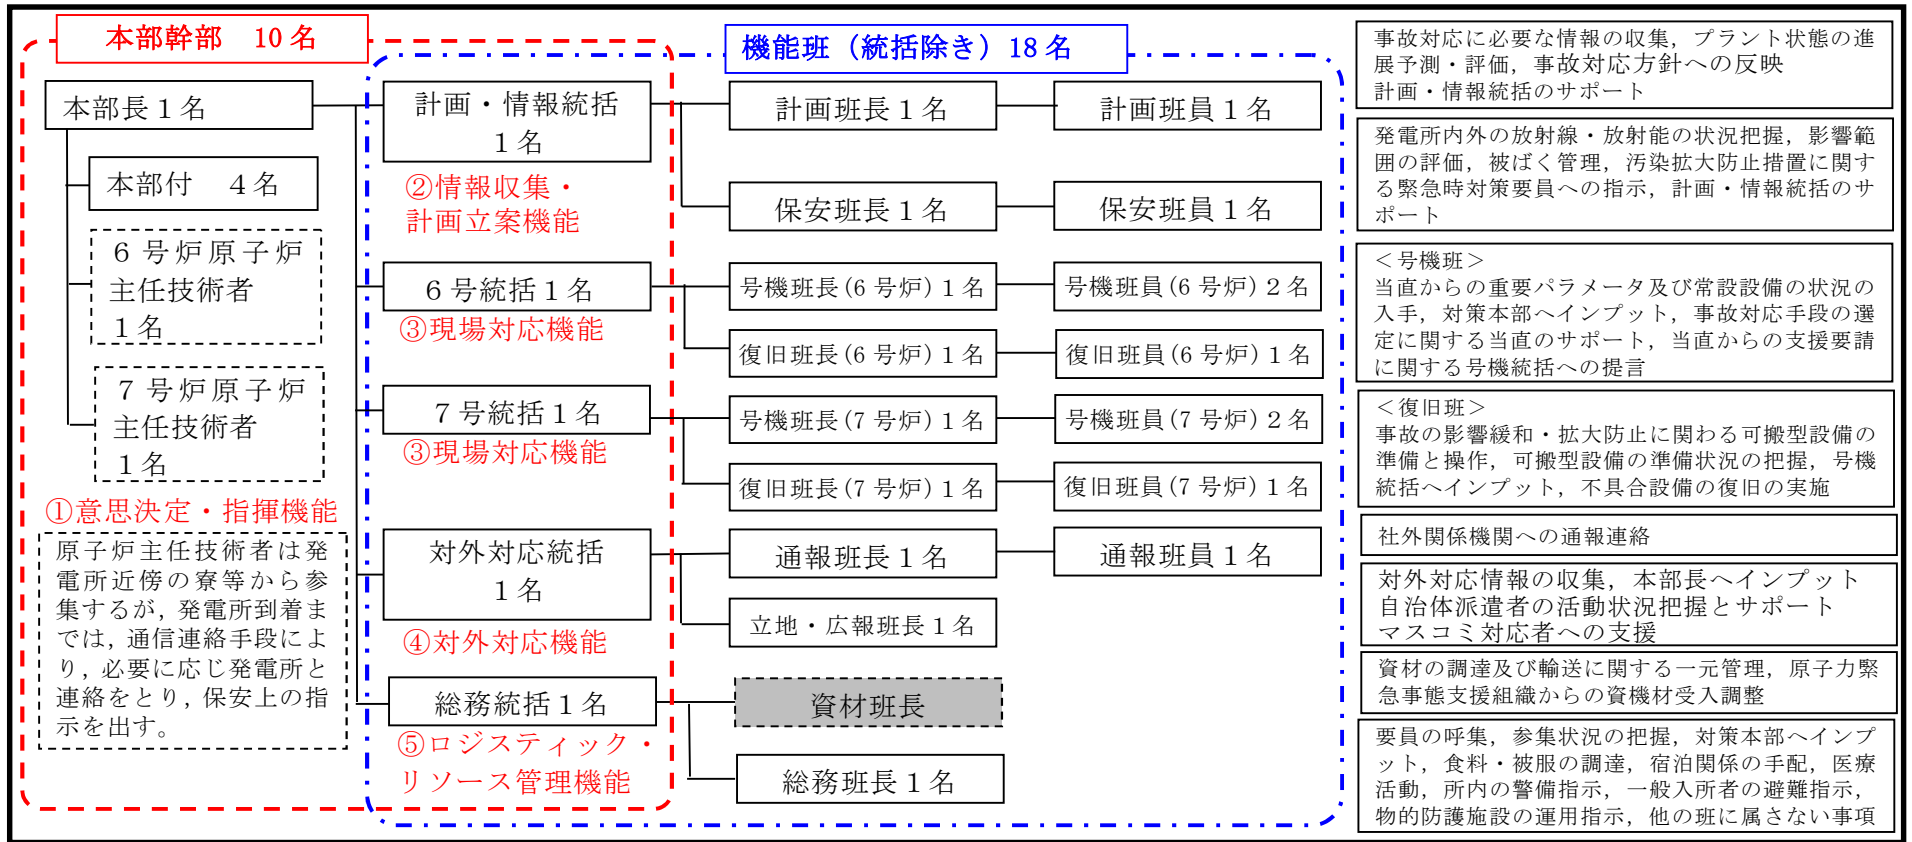 本部幹部　10名
機能班（統括除き）18名
本部長１名
本部付　４名
６号炉原子炉
主任技術者
１名
７号炉原子炉
主任技術者
１名
①意思決定・指揮機能
原子炉主任技術者は発
電所近傍の寮等から参
集するが，発電所到着ま
では，通信連絡手段によ
り，必要に応じ発電所と
連絡をとり，保安上の指
示を出す。
計画・情報統括
１名
②情報収集・
計画立案機能
６号統括１名
③現場対応機能
７号統括１名
③現場対応機能
対外対応統括
１名
④対外対応機能
総務統括１名
⑤ロジスティック・
リソース管理機能
計画班長１名
計画班員１名
保安班長１名
保安班員１名
号機班長(６号炉)１名
号機班員(６号炉)２名
復旧班長(６号炉)１名
復旧班員(６号炉)１名
号機班長(７号炉)１名
号機班員(７号炉)２名
復旧班長(７号炉)１名
復旧班員(７号炉)１名
通報班長１名
通報班員１名
立地・広報班長１名
資材班長
総務班長１名
事故対応に必要な情報の収集，プラント状態の進
展予測・評価，事故対応方針への反映
計画・情報統括のサポート
発電所内外の放射線・放射能の状況把握，影響範
囲の評価，被ばく管理，汚染拡大防止措置に関す
る緊急時対策要員への指示，計画・情報統括のサ
ポート
＜号機班＞
当直からの重要パラメータ及び常設設備の状況の
入手，対策本部へインプット，事故対応手段の選
定に関する当直のサポート，当直からの支援要請
に関する号機統括への提言
＜復旧班＞
事故の影響緩和・拡大防止に関わる可搬型設備の
準備と操作，可搬型設備の準備状況の把握，号機
統括へインプット，不具合設備の復旧の実施
社外関係機関への通報連絡
対外対応情報の収集，本部長へインプット
自治体派遣者の活動状況把握とサポート
マスコミ対応者への支援
資材の調達及び輸送に関する一元管理，原子力緊
急事態支援組織からの資機材受入調整
要員の呼集，参集状況の把握，対策本部へインプ
ット，食料・被服の調達，宿泊関係の手配，医療
活動，所内の警備指示，一般入所者の避難指示，
物的防護施設の運用指示，他の班に属さない事項